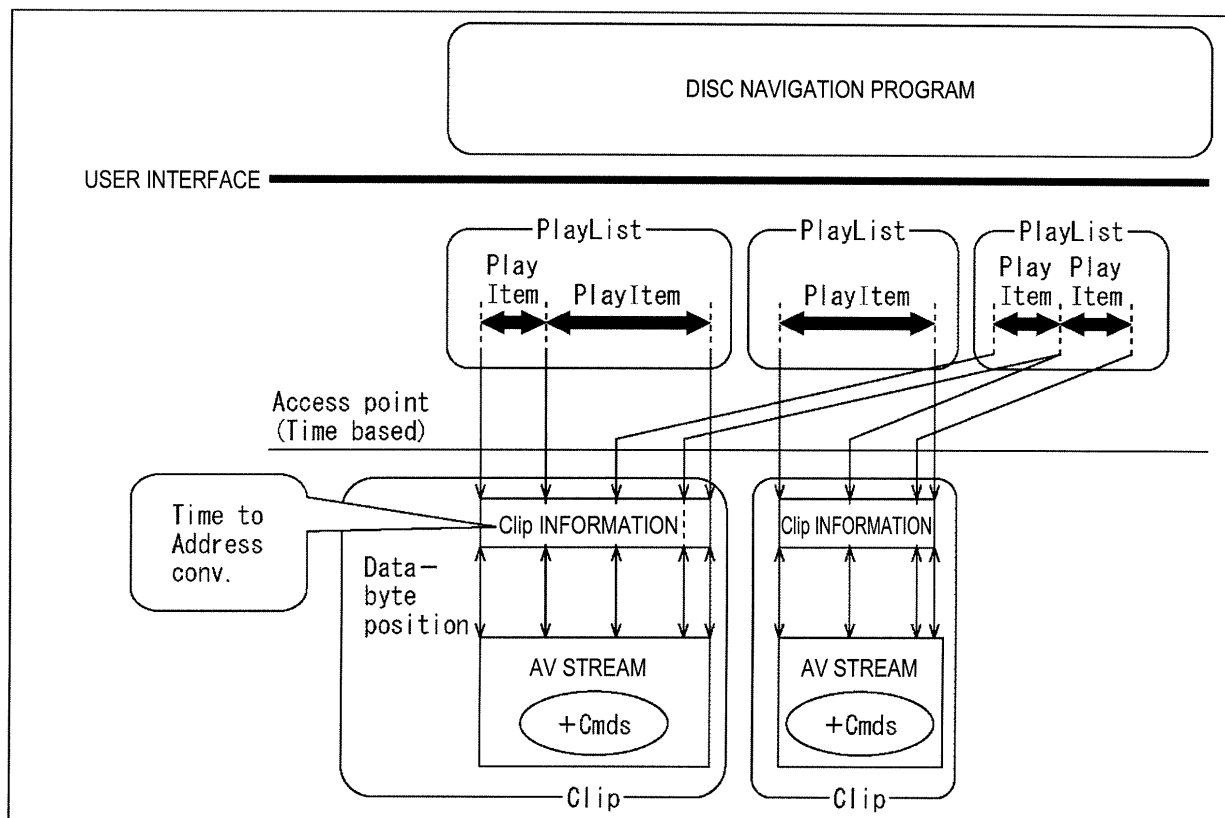 DISC NAVIGATION PROGRAM
USER INTERFACE
PlayList
PlayList
PlayList
Play
Item
PlayItem
PlayItem
Play
Item
Play
Item
Access point
(Time based)
Time to
Address
conv.
Clip INFORMATION
Clip INFORMATION
Data-
byte
position
AV STREAM
AV STREAM
+Cmds
+Cmds
Clip
Clip